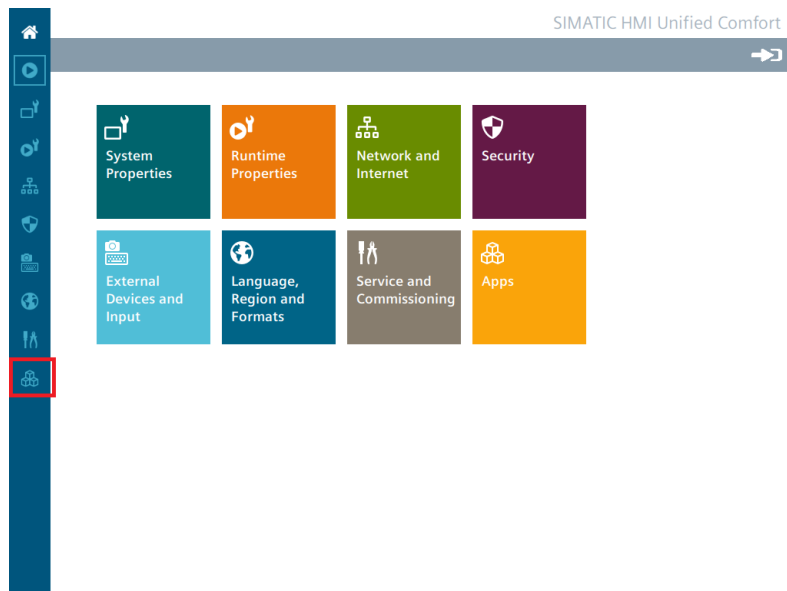 SIMATIC HMI Unified Comfort
System
Properties
Runtime
Properties
Network and
Internet
Security
External
Devices and
Input
Language,
Region and
Formats
Service and
Commissioning
Apps